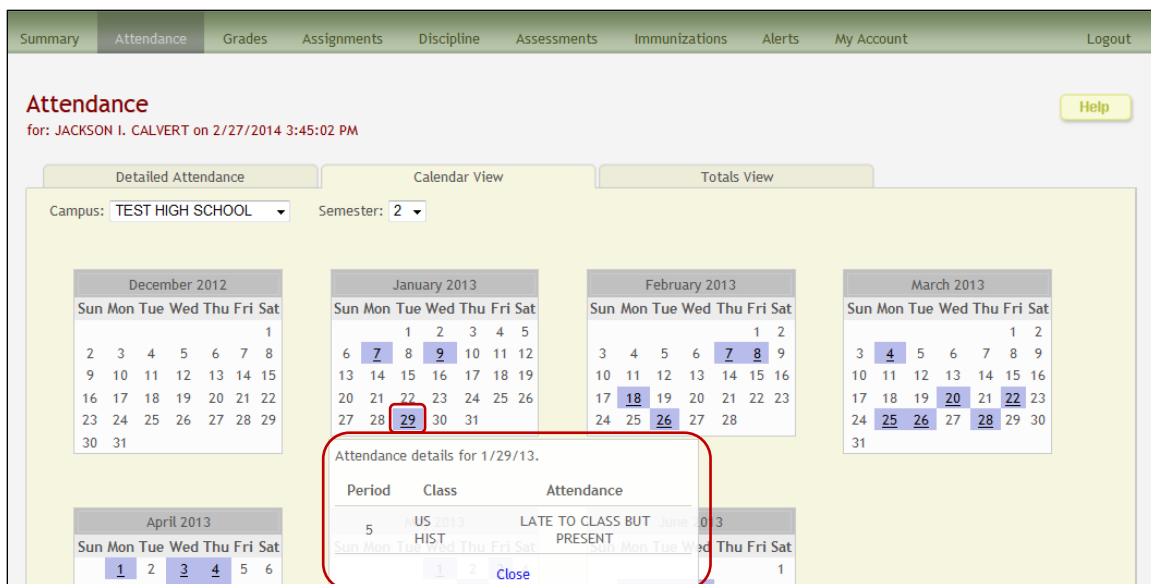 Summary Attendance Grades Assignments Discipline Assessments Immunizations Alerts My Account Logout
Attendance
Help
for: JACKSON I. CALVERT on 2/27/2014 3:45:02 PM
Detailed Attendance Calendar View Totals View
Campus: TEST HIGH SCHOOL Semester: 2
December 2012
Sun Mon Tue Wed Thu Fri Sat
1
2 3 4 5 6 7 8
9 10 11 12 13 14 15
16 17 18 19 20 21 22
23 24 25 26 27 28 29
30 31
January 2013
Sun Mon Tue Wed Thu Fri Sat
1 2 3 4 5
6 7 8 9 10 11 12
13 14 15 16 17 18 19
20 21 22 23 24 25 26
27 28 29 30 31
February 2013
Sun Mon Tue Wed Thu Fri Sat
1 2
3 4 5 6 7 8 9
10 11 12 13 14 15 16
17 18 19 20 21 22 23
24 25 26 27 28
March 2013
Sun Mon Tue Wed Thu Fri Sat
1 2
3 4 5 6 7 8 9
10 11 12 13 14 15 16
17 18 19 20 21 22 23
24 25 26 27 28 29 30
31
Attendance details for 1/29/13.
Period Class Attendance
5 US HIST LATE TO CLASS BUT
PRESENT
Close
April 2013
Sun Mon Tue Wed Thu Fri Sat
1 2 3 4 5 6
June 2013
Sun Mon Tue Wed Thu Fri Sat
1